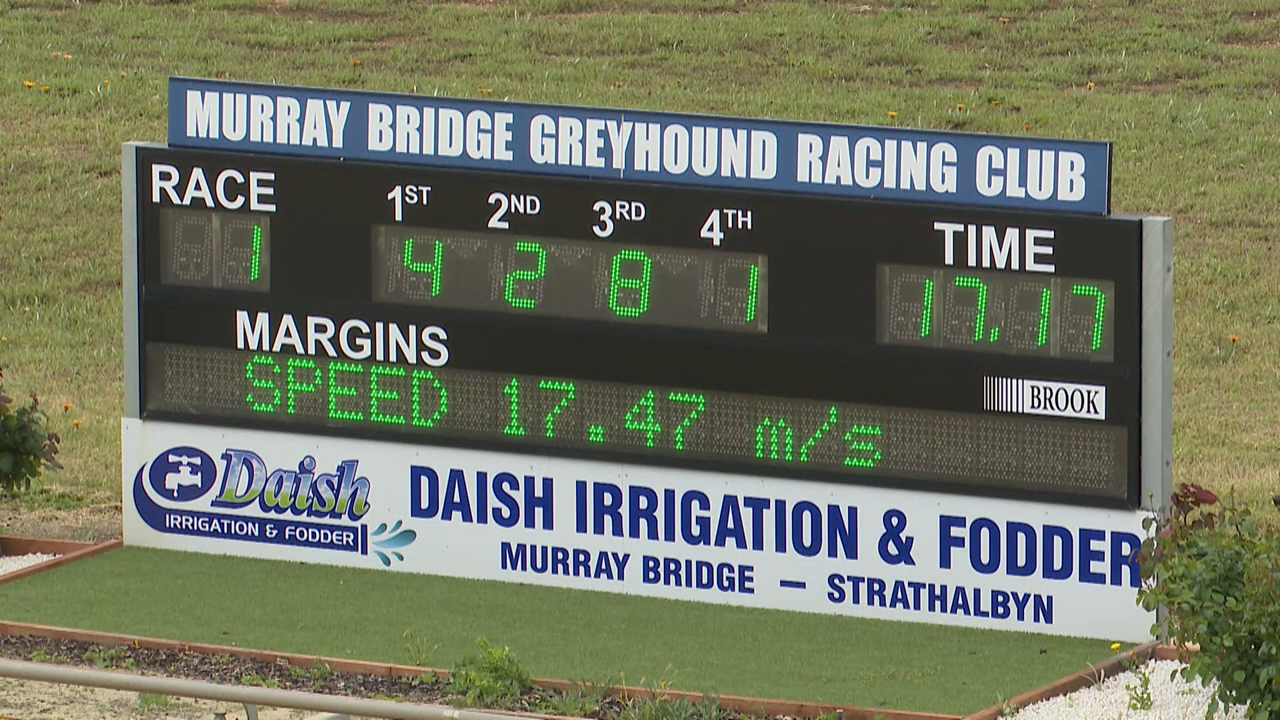 MURRAY BRIDGE GREYHOUND RACING CLUB
RACE 1ST 2ND 3RD 4TH TIME
1 4 2 8 1 17.17
MARGINS
BROOK
SPEED 17.47 m/s
Daish
IRRIGATION & FODDER
DAISH IRRIGATION & FODDER
MURRAY BRIDGE — STRATHALBYN